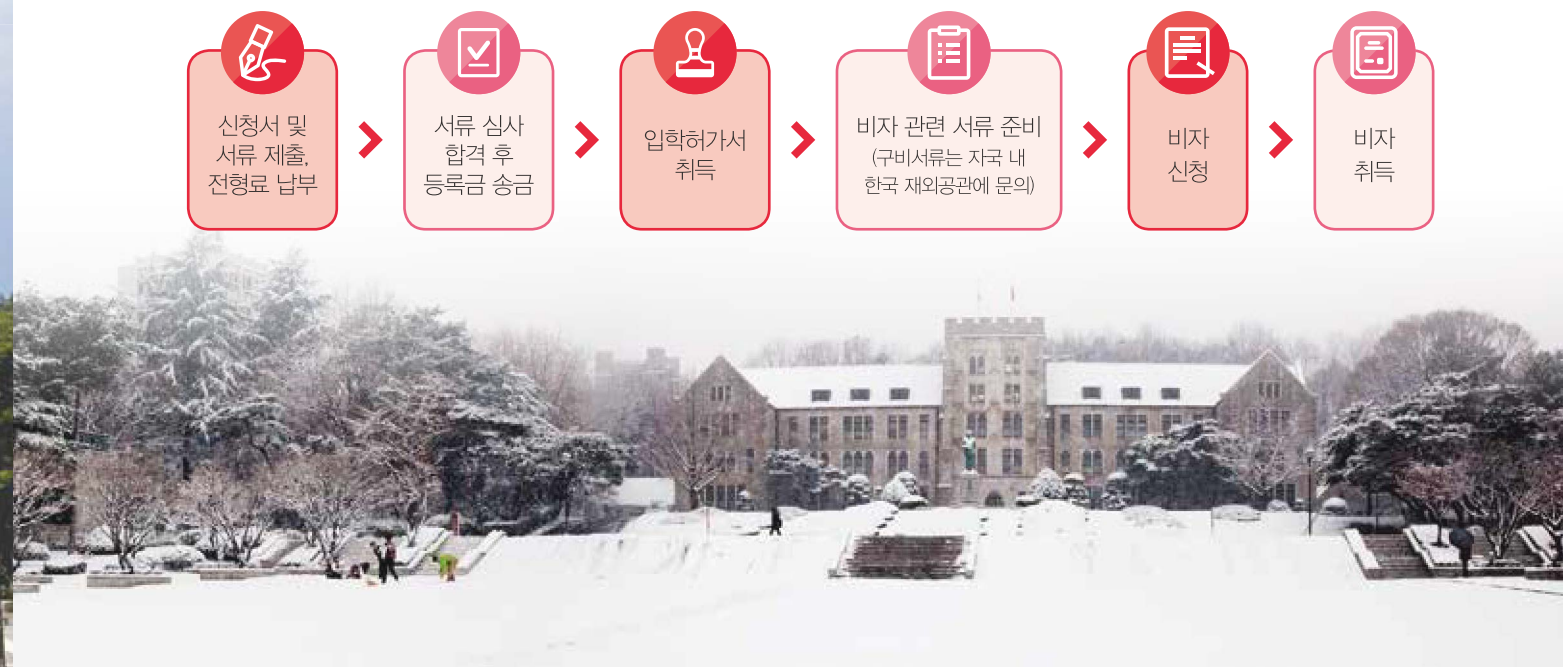 신청서 및
서류 제출,
전형료 납부
서류 심사
합격 후
등록금 송금
입학허가서
취득
비자 관련 서류 준비
(구비서류는 자국 내
한국 재외공관에 문의)
비자
신청
비자
취득